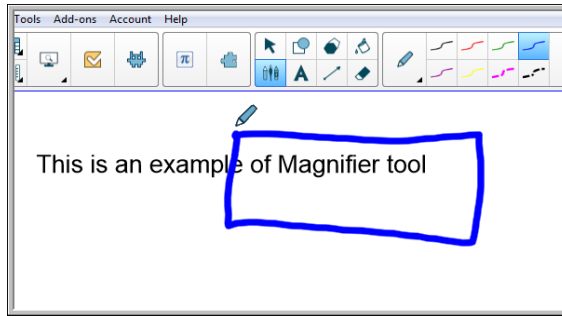 Tools Add-ons Account Help
π
A
This is an example of Magnifier tool